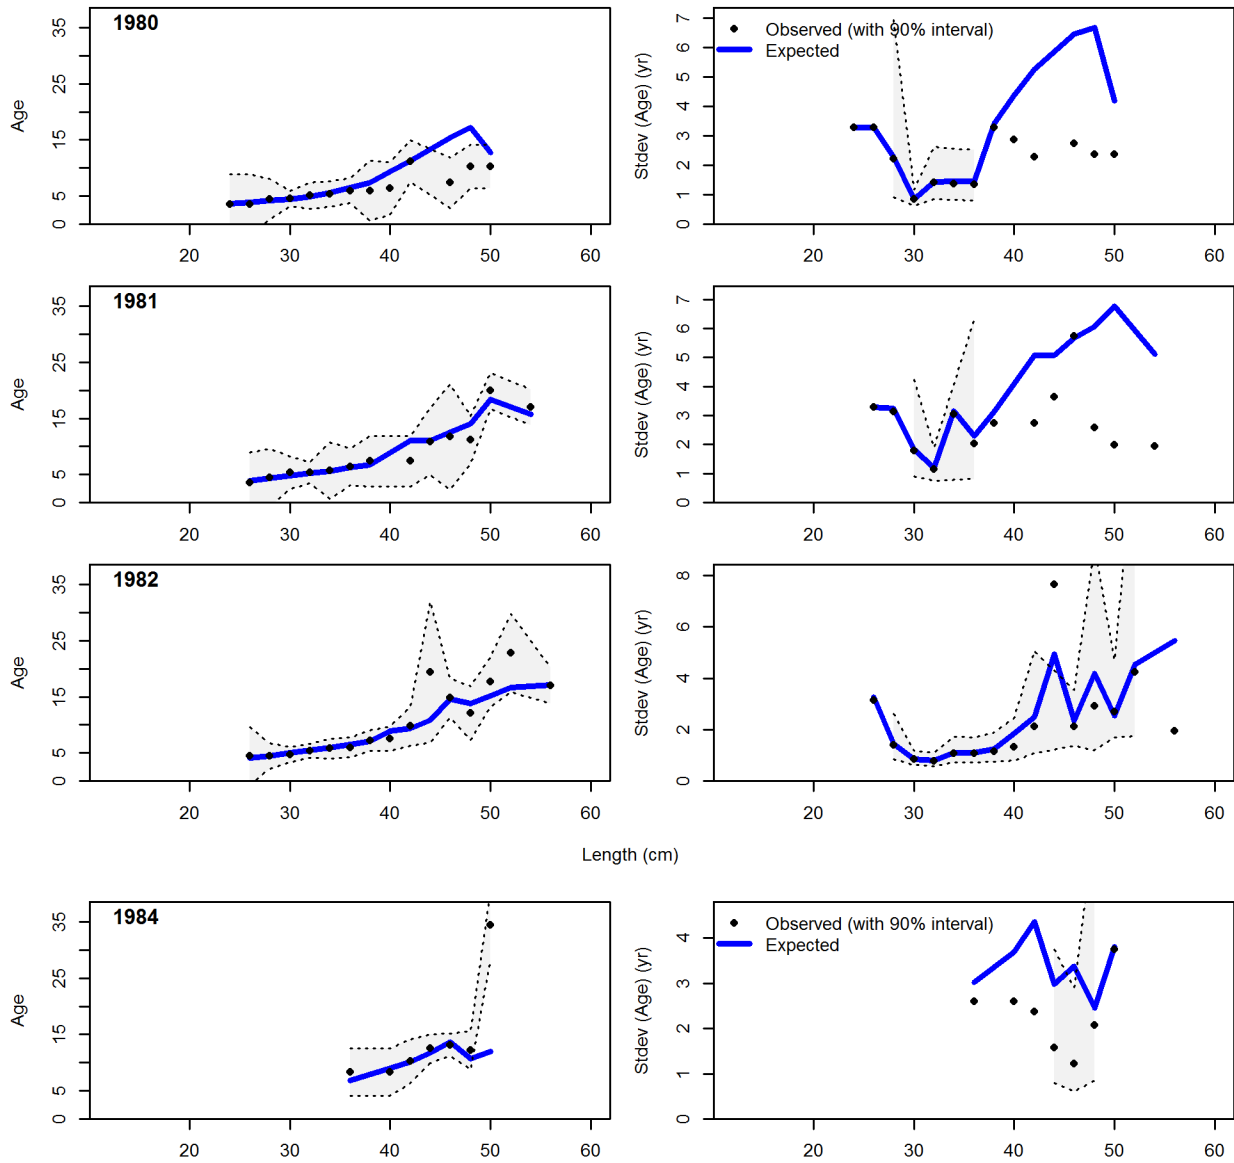 1980
Age
0 5 15 25 35
20 30 40 50 60
Stdev (Age) (yr)
0 1 2 3 4 5 6 7
Observed (with 90% interval)
Expected
20 30 40 50 60
1981
Age
0 5 15 25 35
20 30 40 50 60
Stdev (Age) (yr)
0 1 2 3 4 5 6 7
20 30 40 50 60
1982
Age
0 5 15 25 35
20 30 40 50 60
Stdev (Age) (yr)
0 2 4 6 8
20 30 40 50 60
Length (cm)
1984
Age
0 5 15 25 35
20 30 40 50 60
Stdev (Age) (yr)
0 1 2 3 4
Observed (with 90% interval)
Expected
20 30 40 50 60